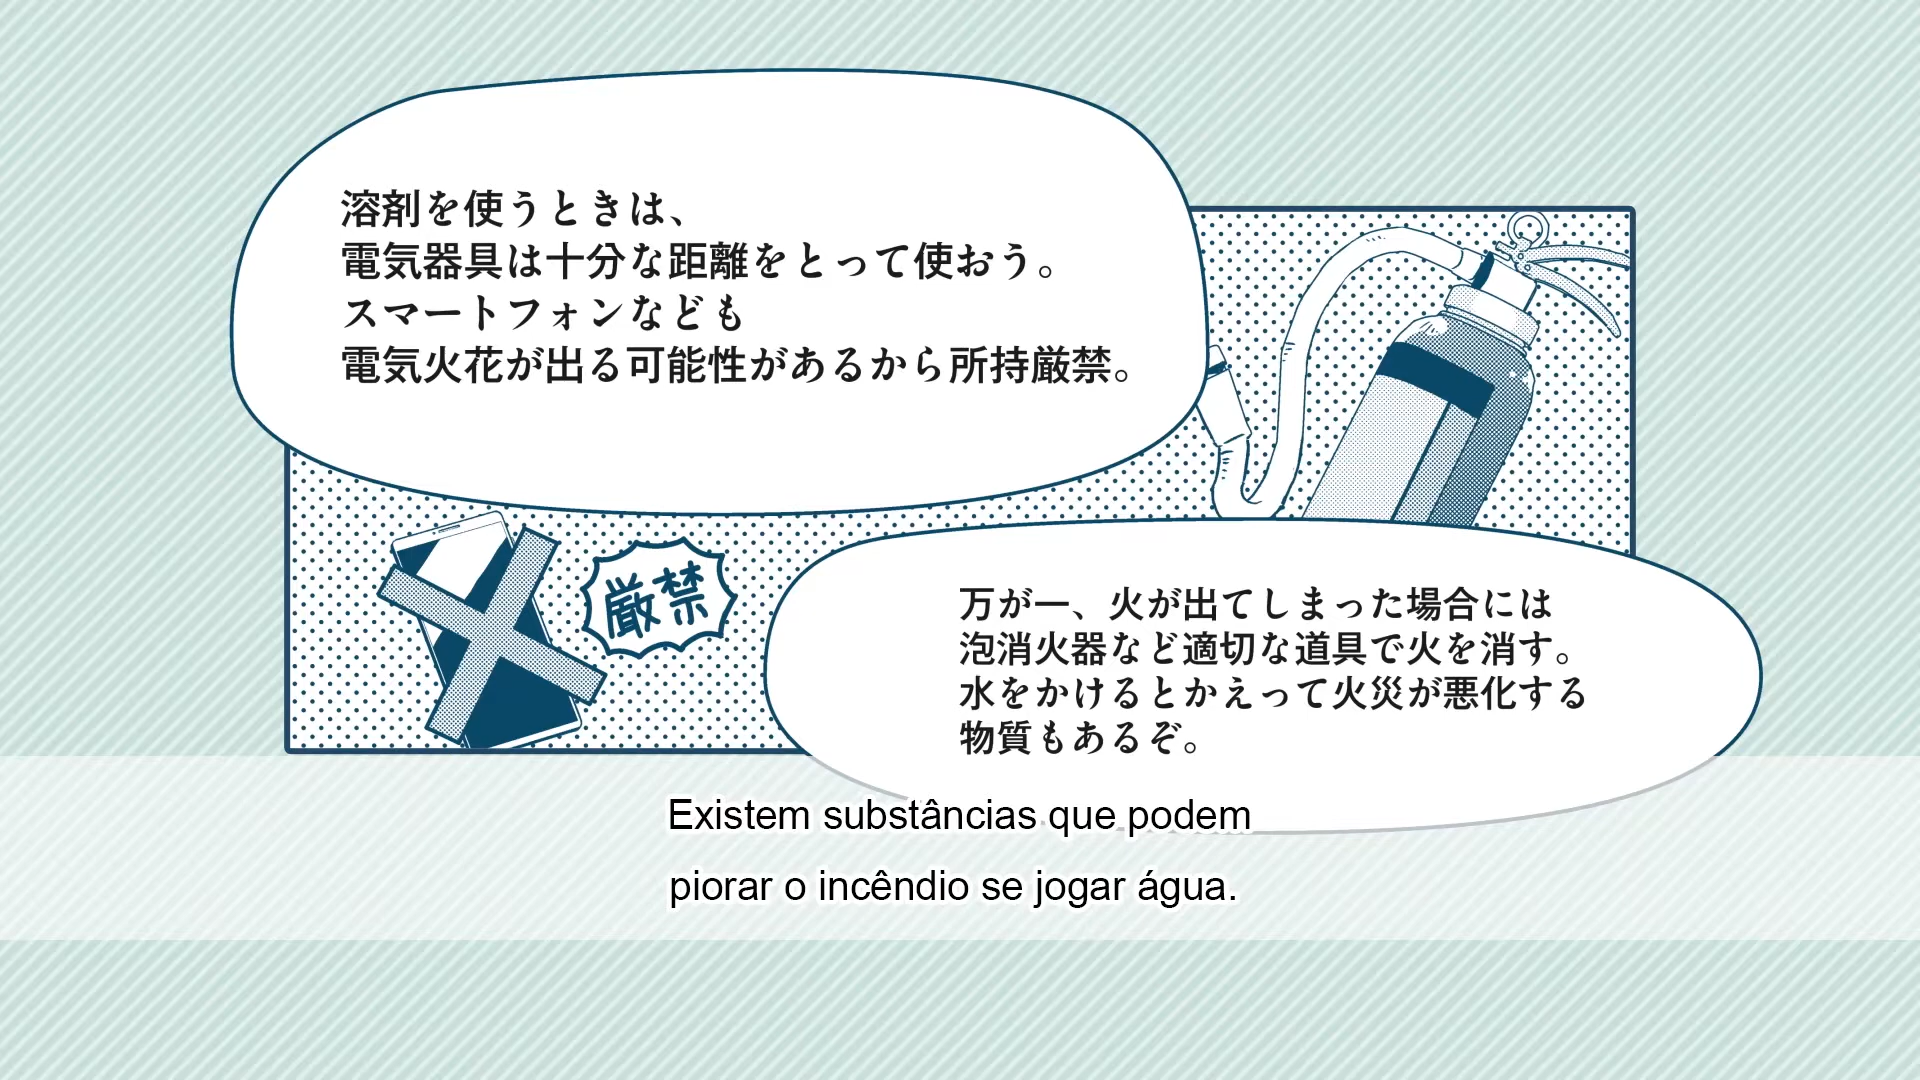 溶剤を使うときは、
電気器具は十分な距離をとって使おう。
スマートフォンなども
電気火花が出る可能性があるから所持厳禁。
厳禁
万が一、火が出てしまった場合には
泡消火器など適切な道具で火を消す。
水をかけるとかえって火災が悪化する
物質もあるぞ。
Existem substâncias que podem
piorar o incêndio se jogar água.